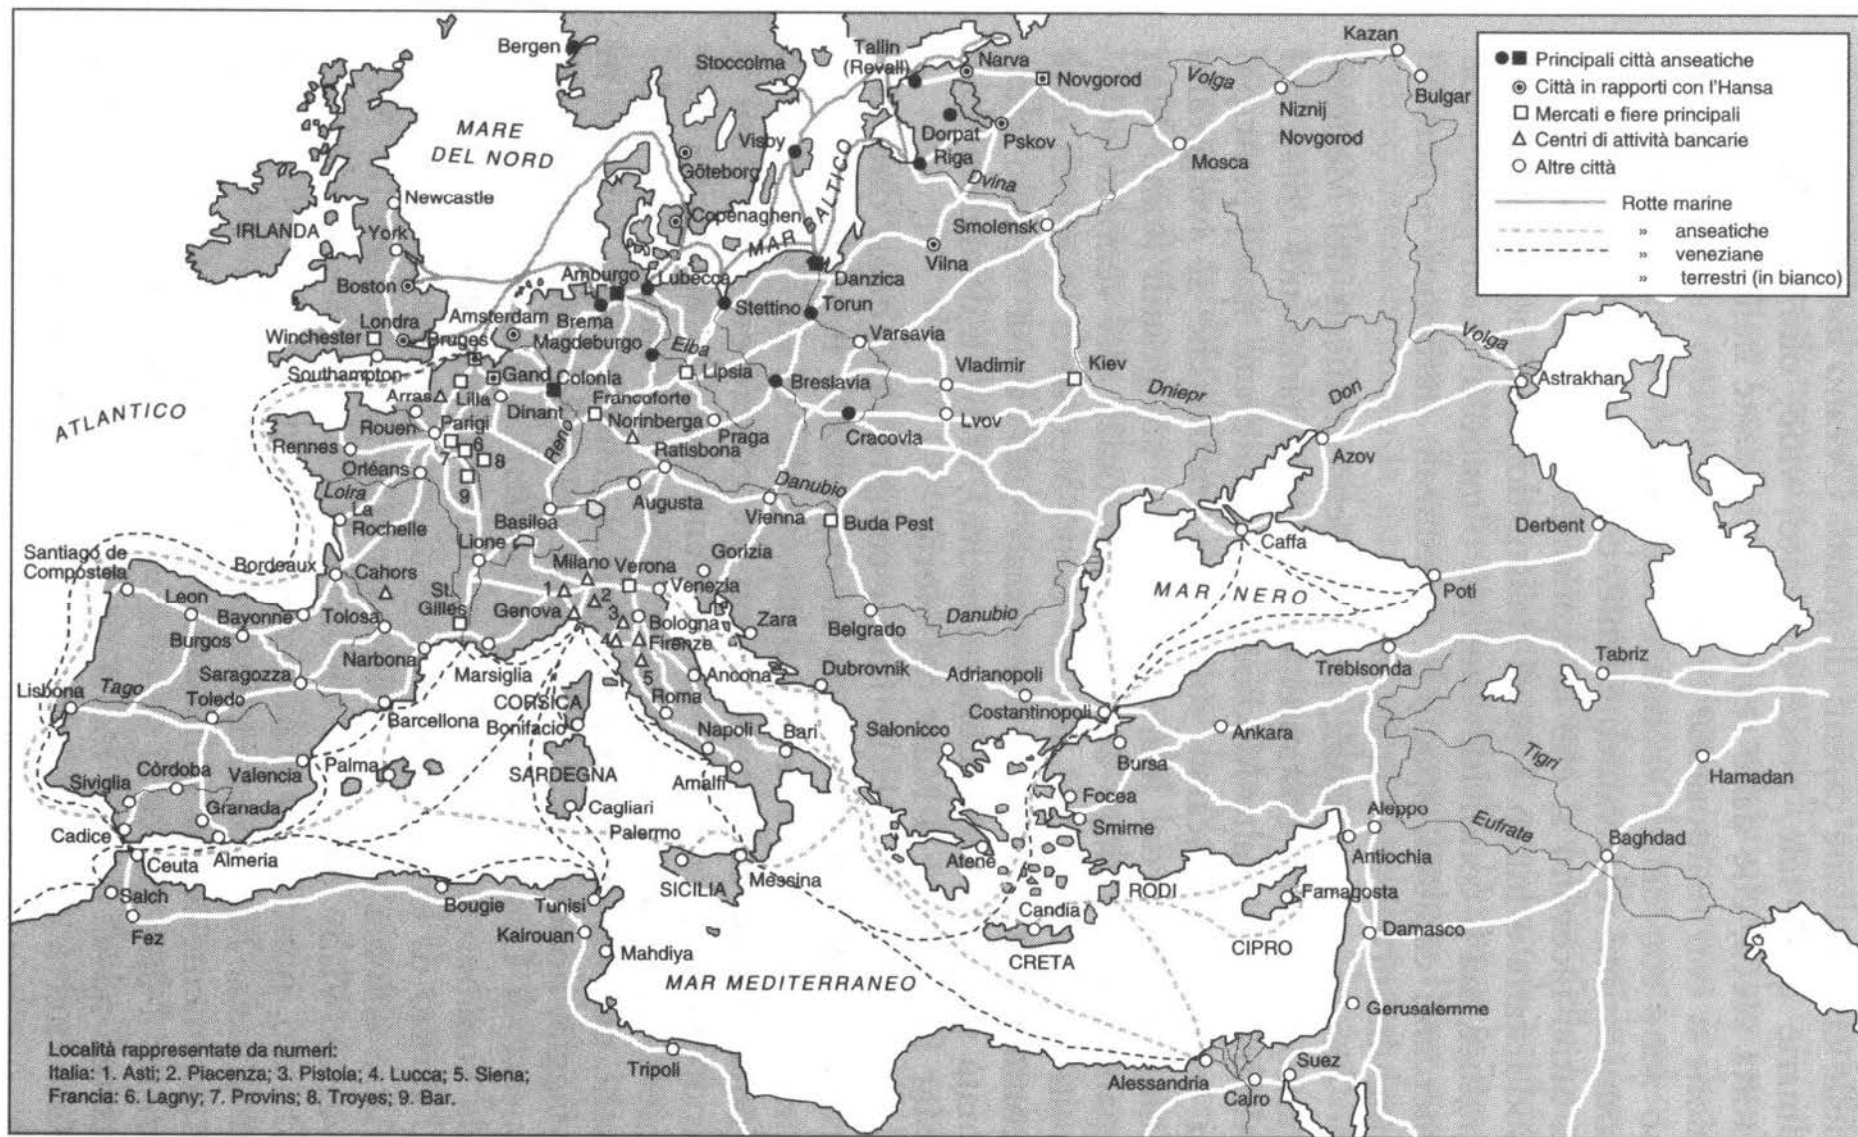 Bergen
Stoccolma
Tallin
(Revall)
Narva
Novgorod
Volga
Kazan
Bulgar
Niznij
Novgorod
Principali città anseatiche
Città in rapporti con l'Hansa
Mercati e fiere principali
Centri di attività bancarie
Altre città
Rotte marine
» anseatiche
» veneziane
» terrestri (in bianco)
MARE
DEL NORD
Visby
Göteborg
MAR BALTICO
Dorpat
Riga
Pskov
Mosca
Dvina
Newcastle
IRLANDA
York
Copenaghen
Smolensk
Vilna
Boston
Amburgo
Lubecca
Danzica
Stettino
Torun
Amsterdam
Brema
Londra
Winchester
Bruges
Magdeburgo
Elba
Varsavia
Volga
Southampton
Gand
Colonia
Lipsia
Breslavia
Vladimir
Kiev
Astrakhan
ATLANTICO
Arras
Lilla
Dinant
Francoforte
Norinberga
Dniepr
Don
Rouen
Parigi
Praga
Cracovia
Lvov
Rennes
6
7
8
9
Reno
Ratisbona
Azov
Orléans
Loira
Augusta
Danubio
La
Rochelle
Basilea
Vienna
Buda Pest
Caffa
Derbent
Santiago de
Compostela
Bordeaux
Cahors
Lione
Milano
Verona
Gorizia
Venezia
MAR NERO
Poti
Leon
Bayonne
St.
Gilles
1
2
Genova
3
Bologna
Zara
Danubio
Burgos
Tolosa
4
Firenze
Belgrado
Narbona
Marsiglia
5
Ancona
Dubrovnik
Adrianopoli
Trebisonda
Tabriz
Saragozza
Lisbona
Tago
Toledo
Barcellona
CORSICA
Bonifacio
Roma
Costantinopoli
Napoli
Bari
Salonicco
Ankara
Tigri
Valencia
Palma
SARDEGNA
Bursa
Hamadan
Siviglia
Còrdoba
Granada
Cagliari
Amalfi
Focea
Smirne
Aleppo
Eufrate
Baghdad
Cadice
Ceuta
Almeria
Palermo
Atene
Antiochia
SICILIA
Messina
RODI
Famagosta
Salch
Fez
Bougie
Tunisi
Candia
CRETA
CIPRO
Damasco
Kairouan
Mahdiya
MAR MEDITERRANEO
Gerusalemme
Località rappresentate da numeri:
Italia: 1. Asti; 2. Piacenza; 3. Pistoia; 4. Lucca; 5. Siena;
Francia: 6. Lagny; 7. Provins; 8. Troyes; 9. Bar.
Tripoli
Alessandria
Cairo
Suez